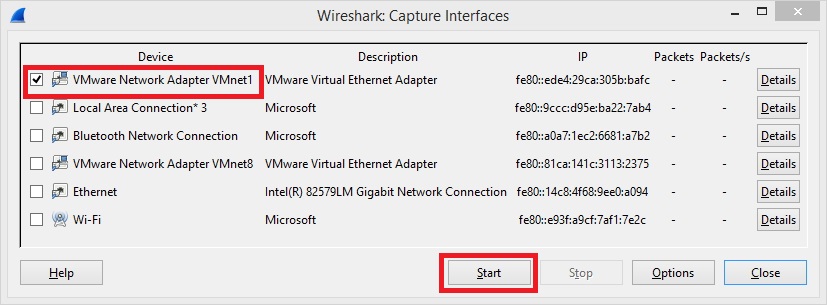 Wireshark: Capture Interfaces
Device Description IP Packets Packets/s
VMware Network Adapter VMnet1 VMware Virtual Ethernet Adapter fe80::ede4:29ca:305b:bafc - - Details
Local Area Connection* 3 Microsoft fe80::9ccc:d95e:ba22:7ab4 - - Details
Bluetooth Network Connection Microsoft fe80::a0a7:1ec2:6681:a7b2 - - Details
VMware Network Adapter VMnet8 VMware Virtual Ethernet Adapter fe80::81ca:141c:3113:2375 - - Details
Ethernet Intel(R) 82579LM Gigabit Network Connection fe80::14c8:4f68:9ee0:a094 - - Details
Wi-Fi Microsoft fe80::e93f:a9cf:7af1:7e2c - - Details
Help Start Stop Options Close